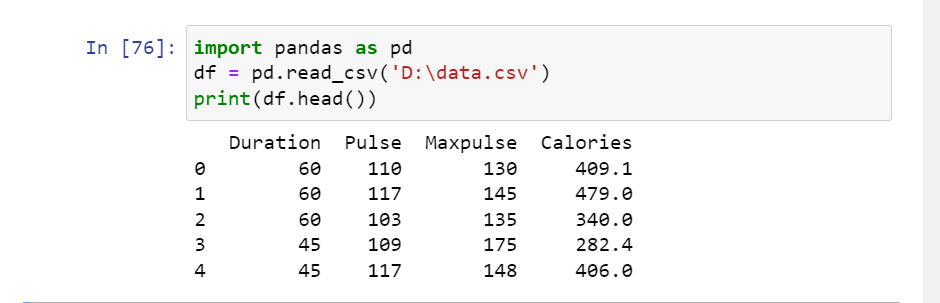 In [76]: import pandas as pd
df = pd.read_csv('D:\data.csv')
print(df.head())
Duration Pulse Maxpulse Calories
0 60 110 130 409.1
1 60 117 145 479.0
2 60 103 135 340.0
3 45 109 175 282.4
4 45 117 148 406.0